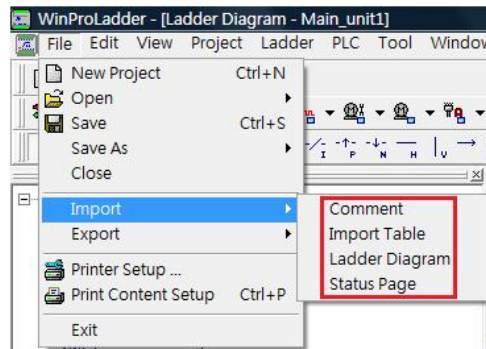 WinProLadder - [Ladder Diagram - Main_unit1]
File Edit View Project Ladder PLC Tool Window
New Project Ctrl+N
Open
Save Ctrl+S
Save As
Close
Import
Export
Printer Setup ...
Print Content Setup Ctrl+P
Exit
Comment
Import Table
Ladder Diagram
Status Page